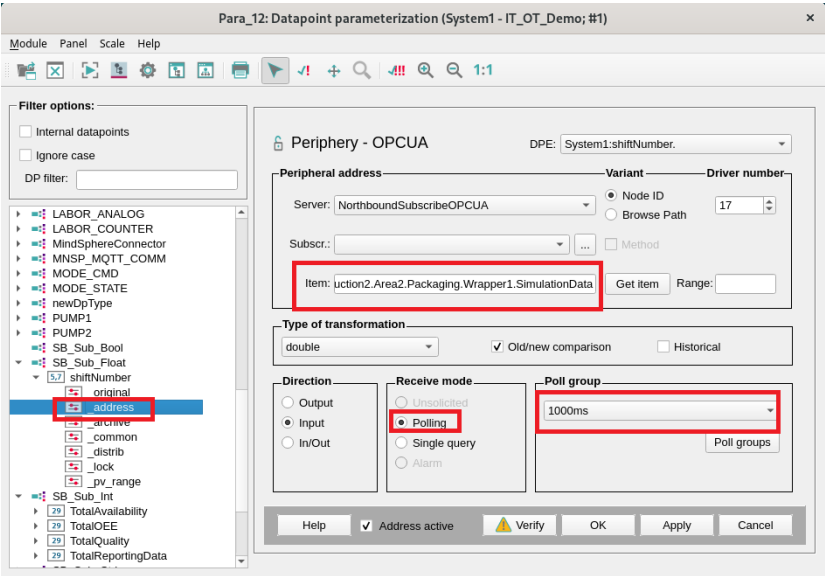 Para_12: Datapoint parameterization (System1 - IT_OT_Demo; #1)
Module Panel Scale Help
1:1
Filter options:
Internal datapoints
Ignore case
DP filter:
LABOR_ANALOG
LABOR_COUNTER
MindSphereConnector
MNSP_MQTT_COMM
MODE_CMD
MODE_STATE
newDpType
PUMP1
PUMP2
SB_Sub_Bool
SB_Sub_Float
5,7 shiftNumber
_original
_address
_archive
_common
_distrib
_lock
_pv_range
SB_Sub_Int
29 TotalAvailability
29 TotalOEE
29 TotalQuality
29 TotalReportingData
Periphery - OPCUA
DPE: System1:shiftNumber.
Peripheral address
Variant
Driver number
Server: NorthboundSubscribeOPCUA
Node ID
Browse Path
17
Subscr.:
...
Method
Item: uction2.Area2.Packaging.Wrapper1.SimulationData
Get item
Range:
Type of transformation
double
Old/new comparison
Historical
Direction
Output
Input
In/Out
Receive mode
Unsolicited
Polling
Single query
Alarm
Poll group
1000ms
Poll groups
Help
Address active
Verify
OK
Apply
Cancel